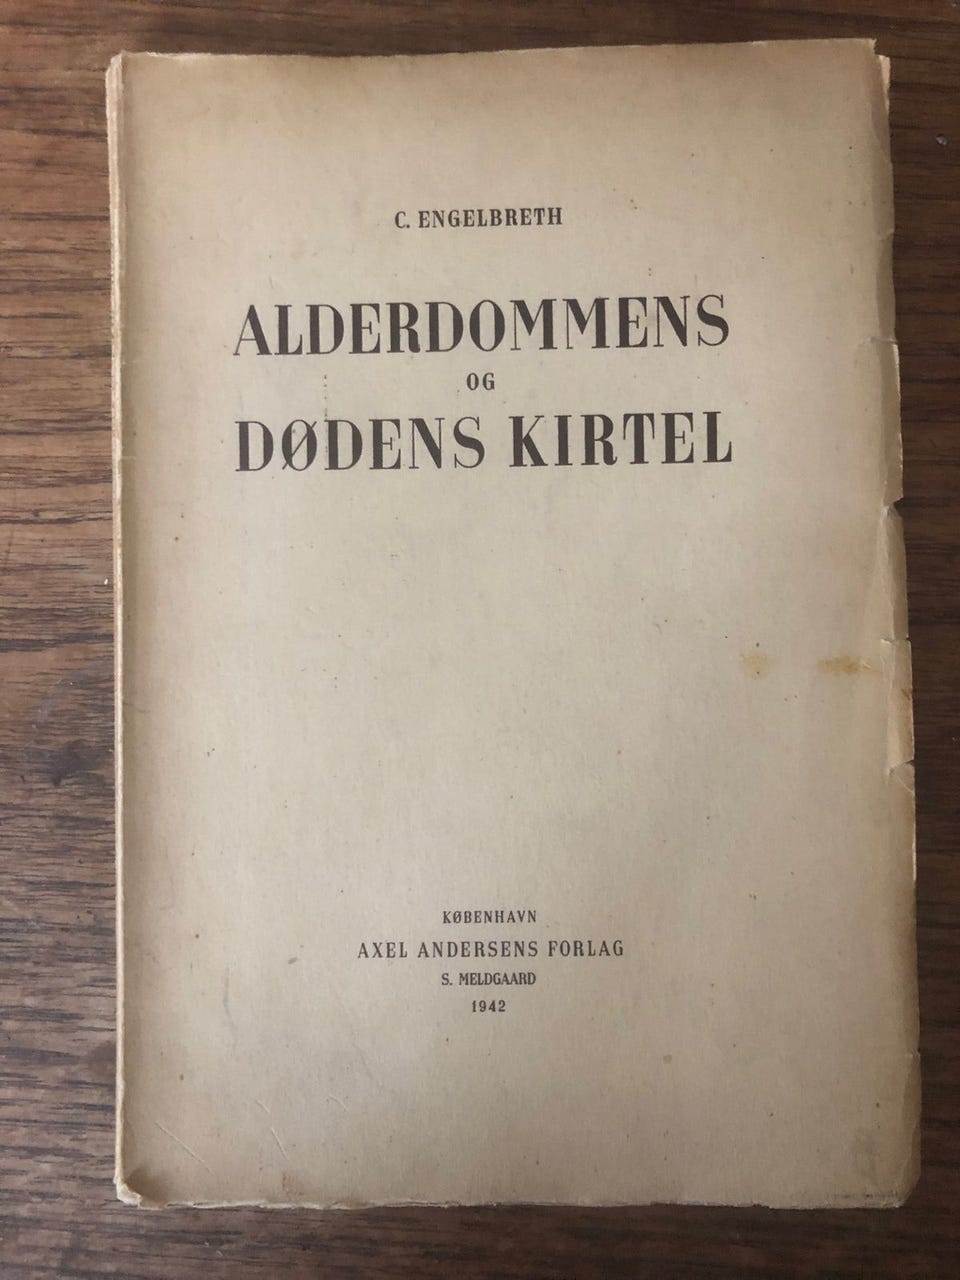 C. ENGELBRETH
ALDERDOMMENS
OG
DØDENS KIRTEL
KØBENHAVN
AXEL ANDERSENS FORLAG
S. MELDGAARD
1942